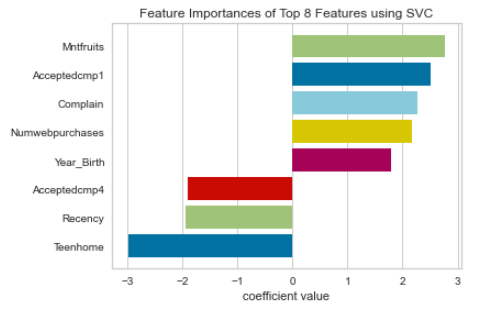 Feature Importances of Top 8 Features using SVC
Mntfruits
Acceptedcmp1
Complain
Numwebpurchases
Year_Birth
Acceptedcmp4
Recency
Teenhome
−3 −2 −1 0 1 2 3
coefficient value